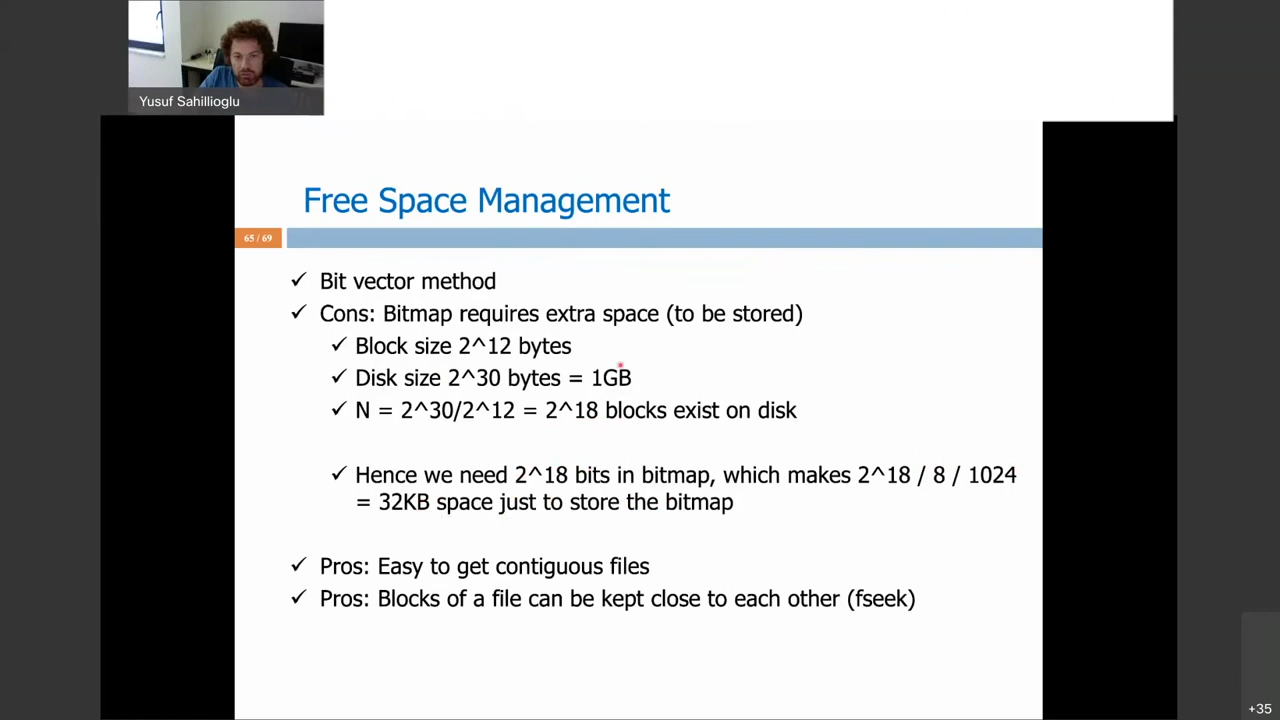 Yusuf Sahillioglu
Free Space Management
65 / 69
✓ Bit vector method
✓ Cons: Bitmap requires extra space (to be stored)
✓ Block size 2^12 bytes
✓ Disk size 2^30 bytes = 1GB
✓ N = 2^30/2^12 = 2^18 blocks exist on disk
✓ Hence we need 2^18 bits in bitmap, which makes 2^18 / 8 / 1024
= 32KB space just to store the bitmap
✓ Pros: Easy to get contiguous files
✓ Pros: Blocks of a file can be kept close to each other (fseek)
+35